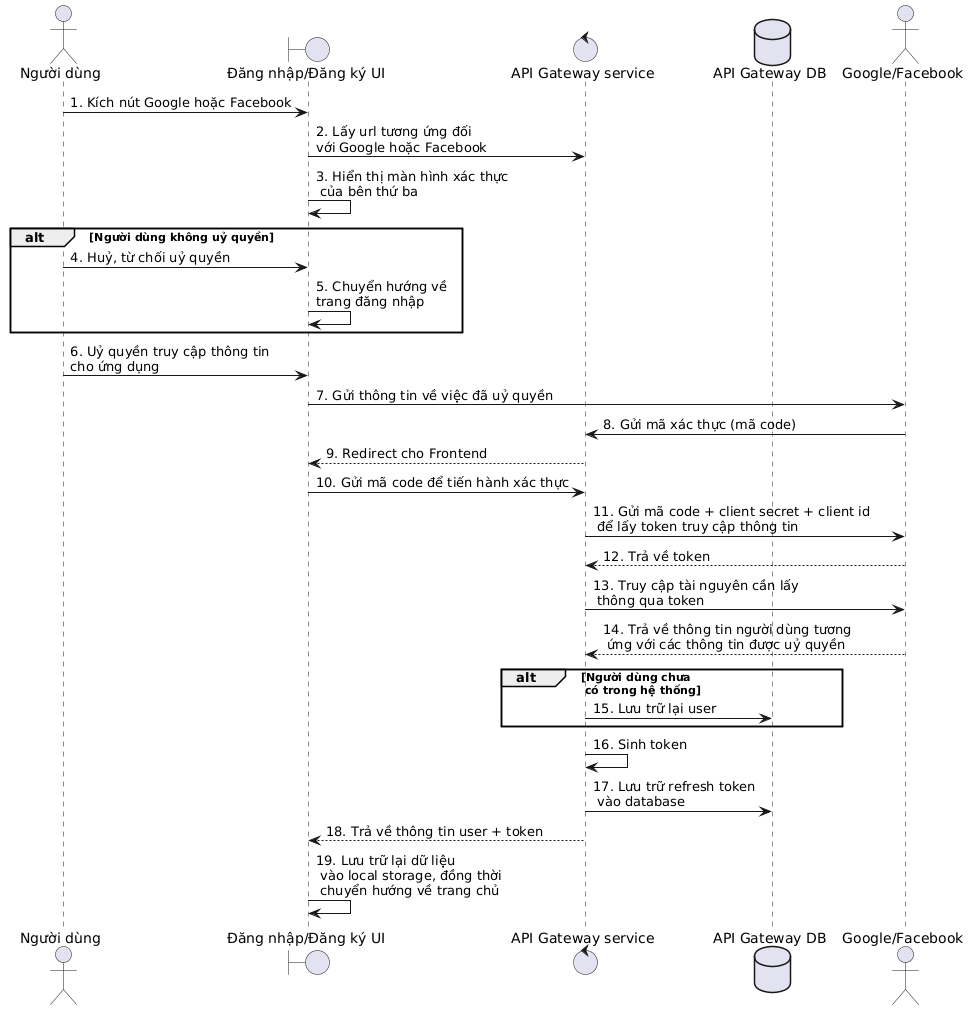 Người dùng
Đăng nhập/Đăng ký UI
API Gateway service
API Gateway DB
Google/Facebook
1. Kích nút Google hoặc Facebook
2. Lấy url tương ứng đối
với Google hoặc Facebook
3. Hiển thị màn hình xác thực
của bên thứ ba
alt
[Người dùng không uỷ quyền]
4. Huỷ, từ chối uỷ quyền
5. Chuyển hướng về
trang đăng nhập
6. Uỷ quyền truy cập thông tin
cho ứng dụng
7. Gửi thông tin về việc đã uỷ quyền
8. Gửi mã xác thực (mã code)
9. Redirect cho Frontend
10. Gửi mã code để tiến hành xác thực
11. Gửi mã code + client secret + client id
để lấy token truy cập thông tin
12. Trả về token
13. Truy cập tài nguyên cần lấy
thông qua token
14. Trả về thông tin người dùng tương
ứng với các thông tin được uỷ quyền
alt
[Người dùng chưa
có trong hệ thống]
15. Lưu trữ lại user
16. Sinh token
17. Lưu trữ refresh token
vào database
18. Trả về thông tin user + token
19. Lưu trữ lại dữ liệu
vào local storage, đồng thời
chuyển hướng về trang chủ
Người dùng
Đăng nhập/Đăng ký UI
API Gateway service
API Gateway DB
Google/Facebook